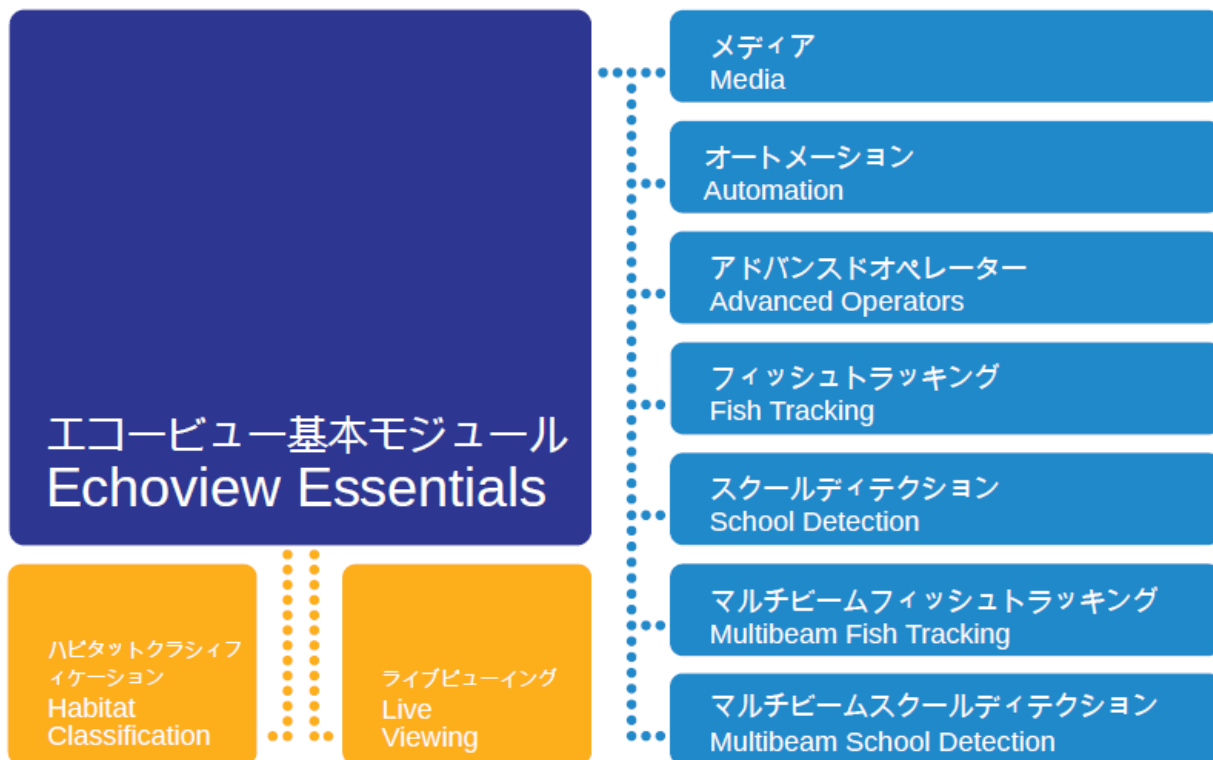 エコービュー基本モジュール
Echoview Essentials
ハビタットクラシィフ
ィケーション
Habitat
Classification
ライブビューイング
Live
Viewing
メディア
Media
オートメーション
Automation
アドバンスドオペレーター
Advanced Operators
フィッシュトラッキング
Fish Tracking
スクールディテクション
School Detection
マルチビームフィッシュトラッキング
Multibeam Fish Tracking
マルチビームスクールディテクション
Multibeam School Detection